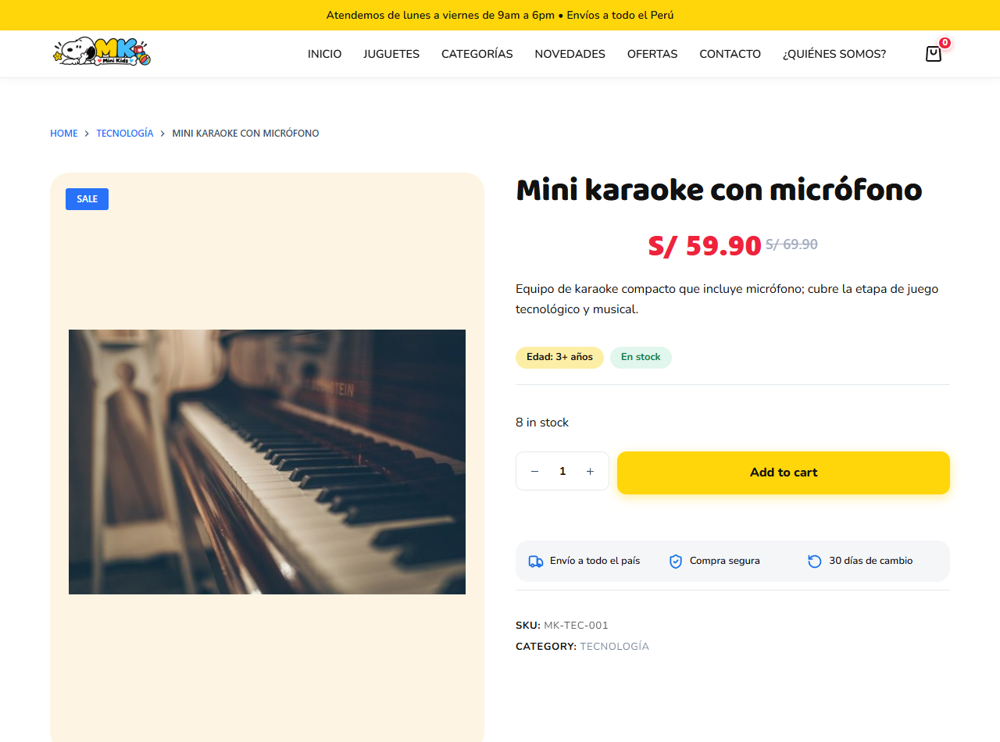 Atendemos de lunes a viernes de 9am a 6pm • Envíos a todo el Perú
MK
Mini Kids
INICIO JUGUETES CATEGORÍAS NOVEDADES OFERTAS CONTACTO ¿QUIÉNES SOMOS?
0
HOME > TECNOLOGÍA > MINI KARAOKE CON MICRÓFONO
SALE
Mini karaoke con micrófono
S/ 59.90 S/ 69.90
Equipo de karaoke compacto que incluye micrófono; cubre la etapa de juego
tecnológico y musical.
Edad: 3+ años En stock
8 in stock
− 1 + Add to cart
Envío a todo el país Compra segura 30 días de cambio
SKU: MK-TEC-001
CATEGORY: TECNOLOGÍA